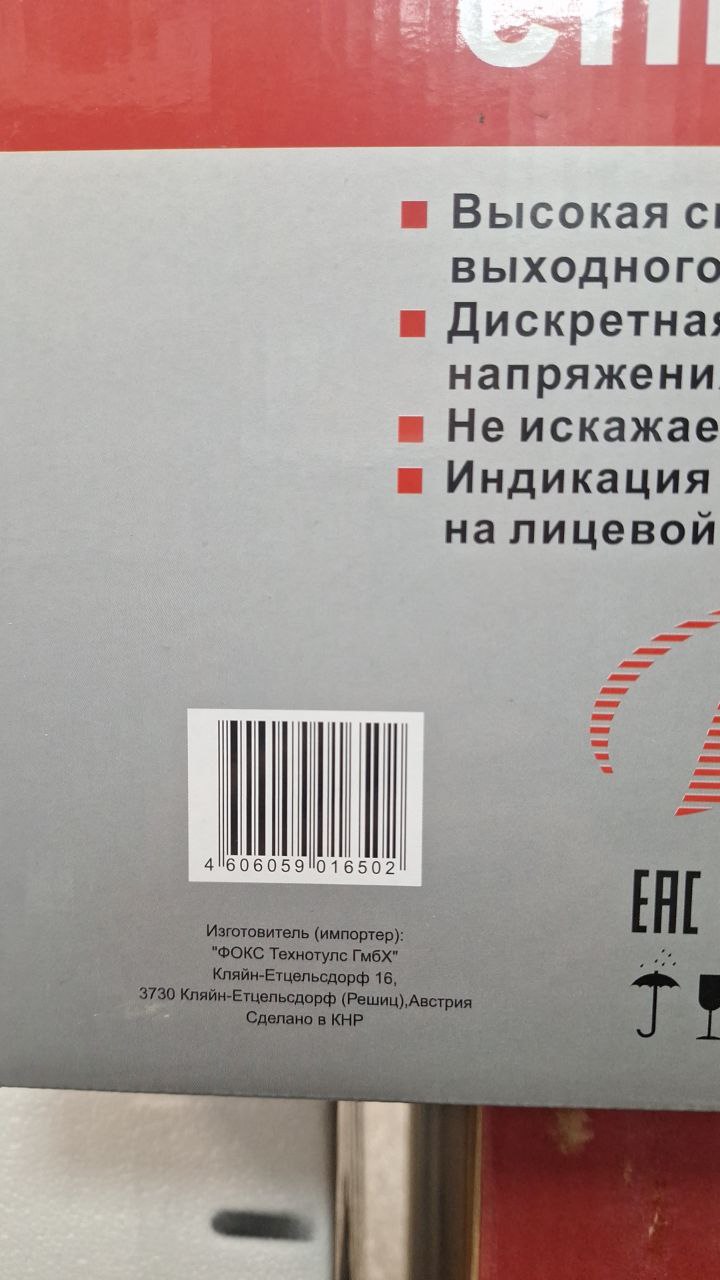 Высокая
выходного
Дискретная
напряжени
Не искажае
Индикация
на лицевой
4 606059 016502
Изготовитель (импортер):
"ФОКС Технотулс ГмбХ"
Кляйн-Етцельсдорф 16,
3730 Кляйн-Етцельсдорф (Решиц),Австрия
Сделано в КНР
EAC